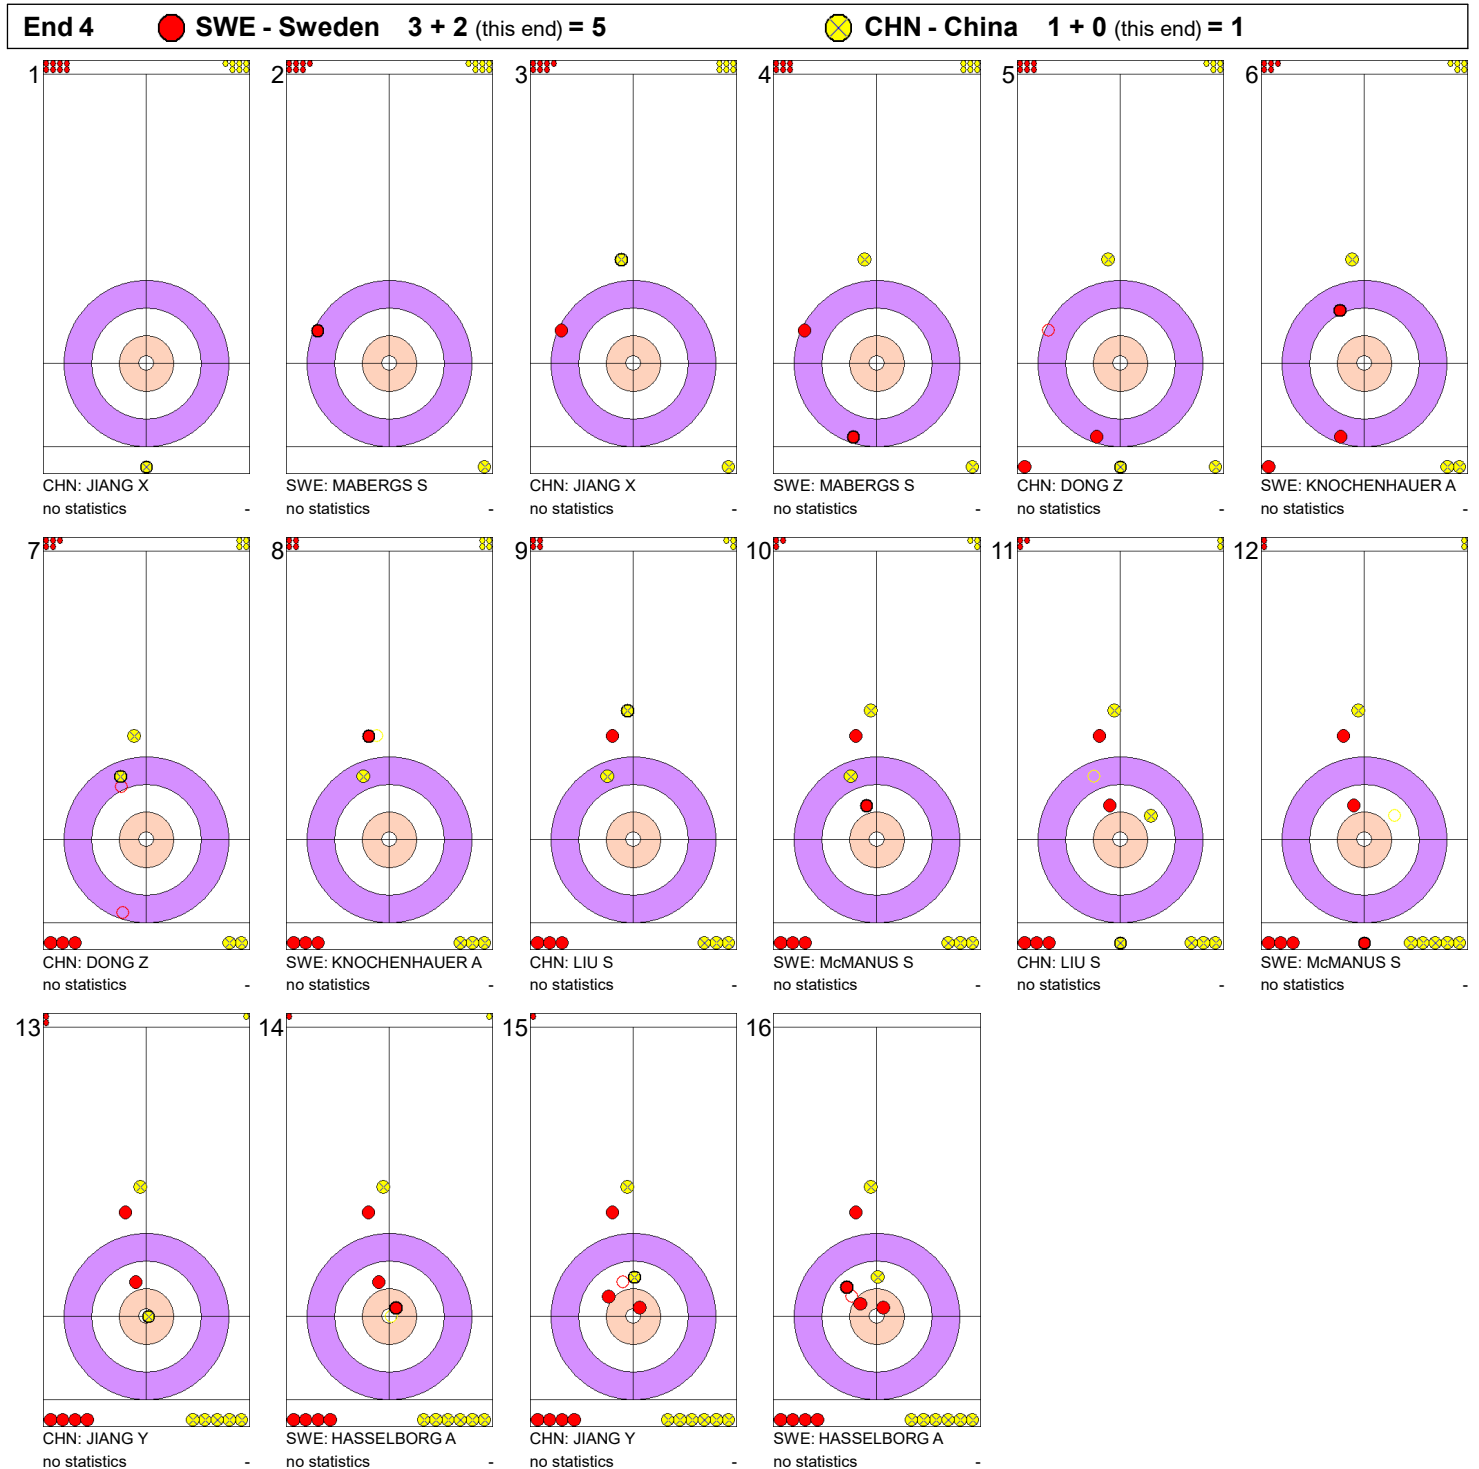 End 4 SWE - Sweden 3 + 2 (this end) = 5 CHN - China 1 + 0 (this end) = 1
1 2 3 4 5 6
CHN: JIANG X SWE: MABERGS S CHN: JIANG X SWE: MABERGS S CHN: DONG Z SWE: KNOCHENHAUER A
no statistics - no statistics - no statistics - no statistics - no statistics - no statistics -
7 8 9 10 11 12
CHN: DONG Z SWE: KNOCHENHAUER A CHN: LIU S SWE: McMANUS S CHN: LIU S SWE: McMANUS S
no statistics - no statistics - no statistics - no statistics - no statistics - no statistics -
13 14 15 16
CHN: JIANG Y SWE: HASSELBORG A CHN: JIANG Y SWE: HASSELBORG A
no statistics - no statistics - no statistics - no statistics -